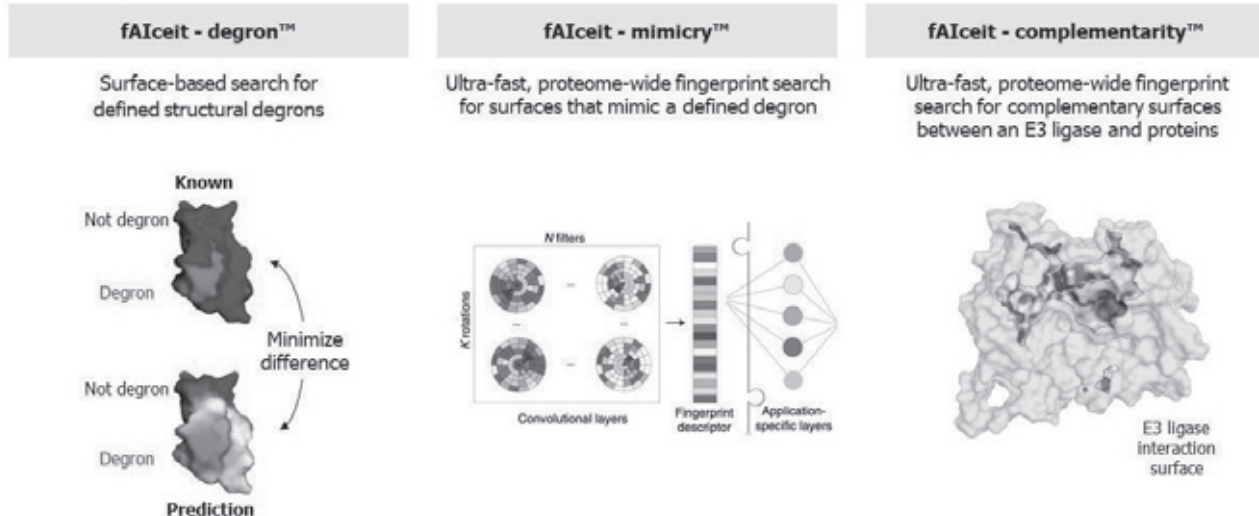 fAIceit - degron™
Surface-based search for
defined structural degrons
Known
Not degron
Degron
Minimize
difference
Not degron
Degron
Prediction
fAIceit - mimicry™
Ultra-fast, proteome-wide fingerprint search
for surfaces that mimic a defined degron
N filters
K rotations
...
...
...
...
Convolutional layers
Fingerprint
descriptor
Application-
specific layers
fAIceit - complementarity™
Ultra-fast, proteome-wide fingerprint
search for complementary surfaces
between an E3 ligase and proteins
E3 ligase
interaction
surface